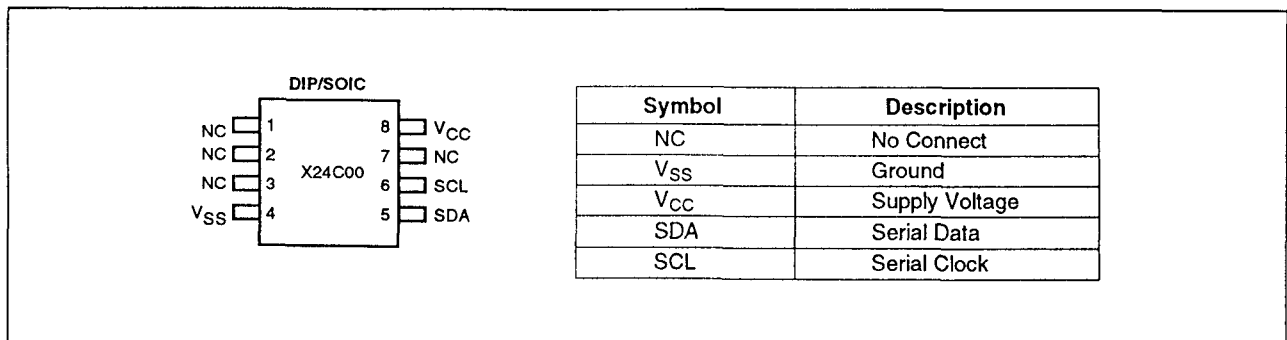 DIP/SOIC
NC 1 8 VCC
NC 2 7 NC
NC 3 X24C00 6 SCL
VSS 4 5 SDA
Symbol Description
NC No Connect
VSS Ground
VCC Supply Voltage
SDA Serial Data
SCL Serial Clock